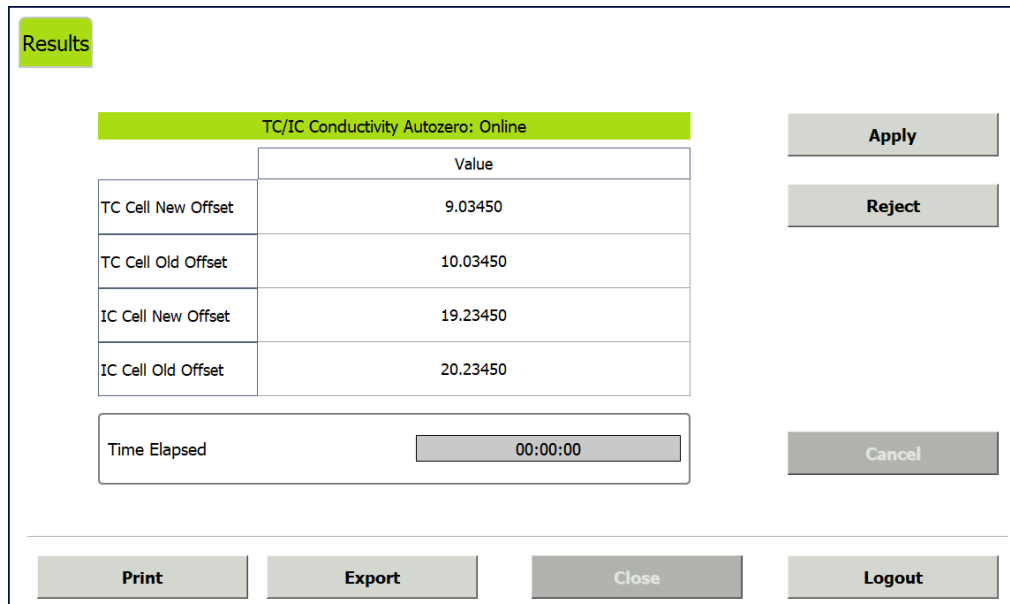 Results
TC/IC Conductivity Autozero: Online
Apply
Value
TC Cell New Offset 9.03450
Reject
TC Cell Old Offset 10.03450
IC Cell New Offset 19.23450
IC Cell Old Offset 20.23450
Time Elapsed 00:00:00
Cancel
Print Export Close Logout